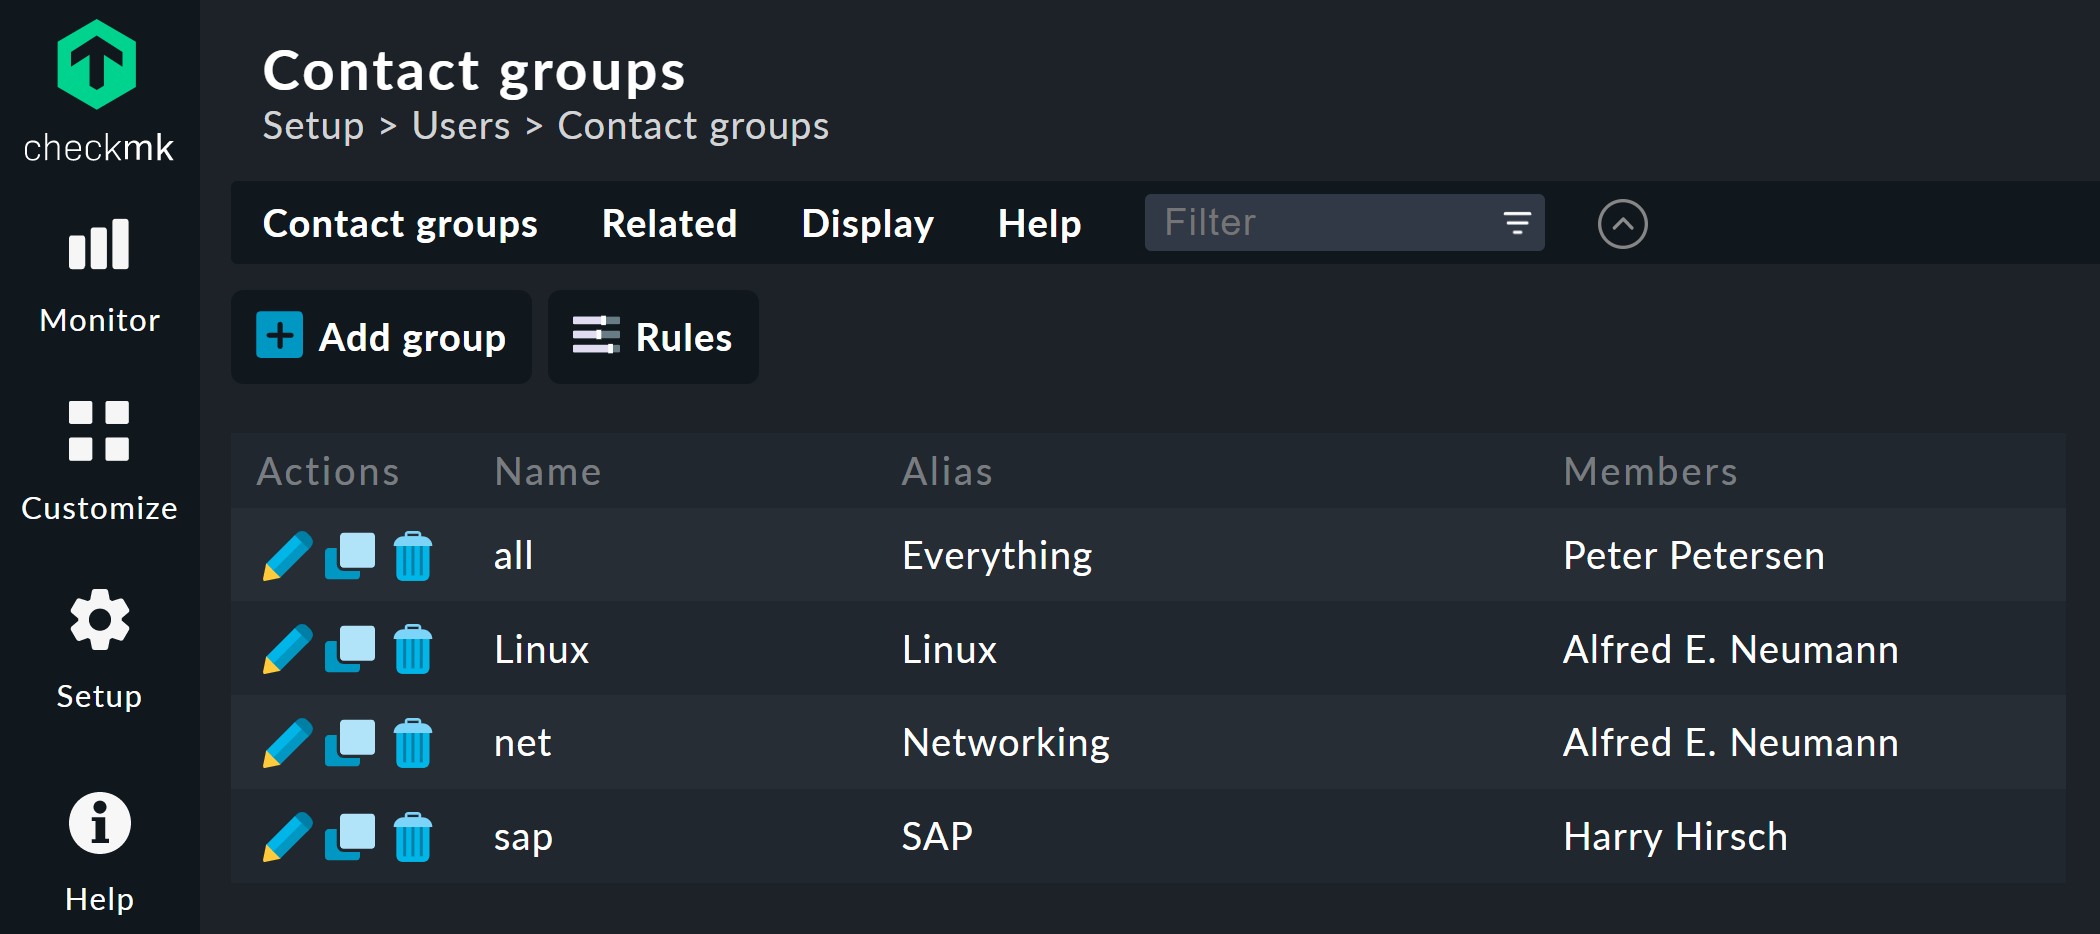 checkmk
Monitor
Customize
Setup
Help
Contact groups
Setup > Users > Contact groups
Contact groups Related Display Help Filter
Add group Rules
Actions Name Alias Members
all Everything Peter Petersen
Linux Linux Alfred E. Neumann
net Networking Alfred E. Neumann
sap SAP Harry Hirsch